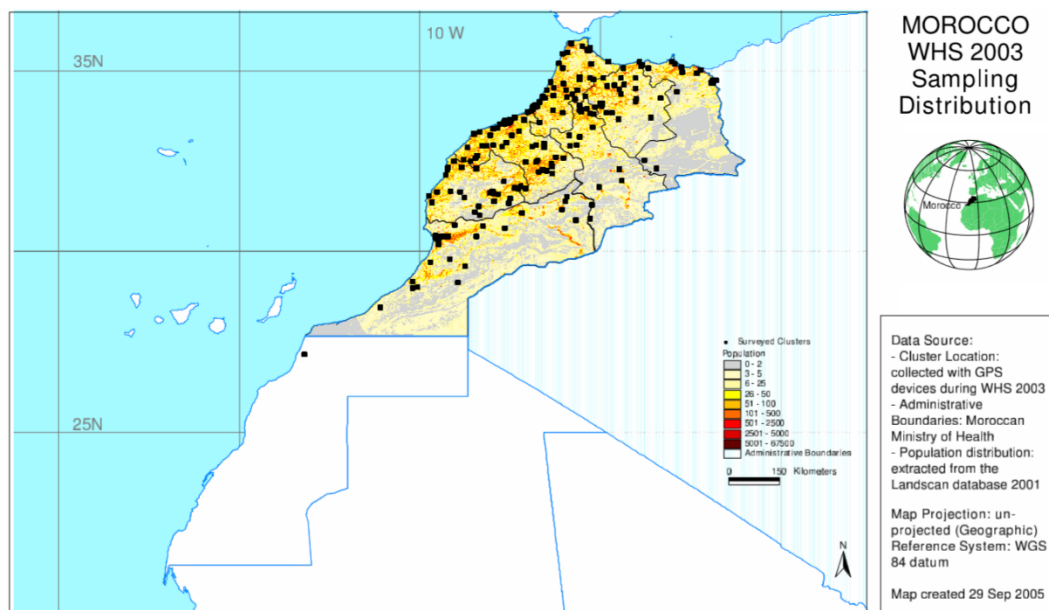 MOROCCO
WHS 2003
Sampling
Distribution
10 W
35N
25N
Morocco
Surveyed Clusters
Population
0 - 2
3 - 5
6 - 25
26 - 50
51 - 100
101 - 500
501 - 2500
2501 - 5000
5001 - 67500
Administrative Boundaries
0 150 Kilometers
N
Data Source:
- Cluster Location:
collected with GPS
devices during WHS 2003
- Administrative
Boundaries: Moroccan
Ministry of Health
- Population distribution:
extracted from the
Landscan database 2001
Map Projection: un-
projected (Geographic)
Reference System: WGS
84 datum
Map created 29 Sep 2005